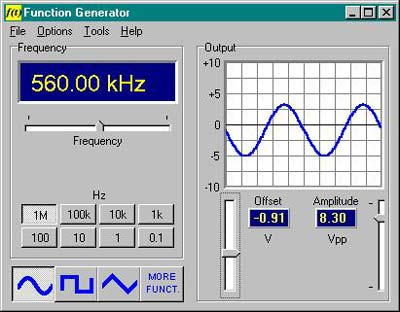 f(t) Function Generator
File Options Tools Help
Frequency
560.00 kHz
Frequency
Hz
1M 100k 10k 1k
100 10 1 0.1
MORE
FUNCT.
Output
+10
+5
0
-5
-10
Offset Amplitude
-0.91 8.30
V Vpp